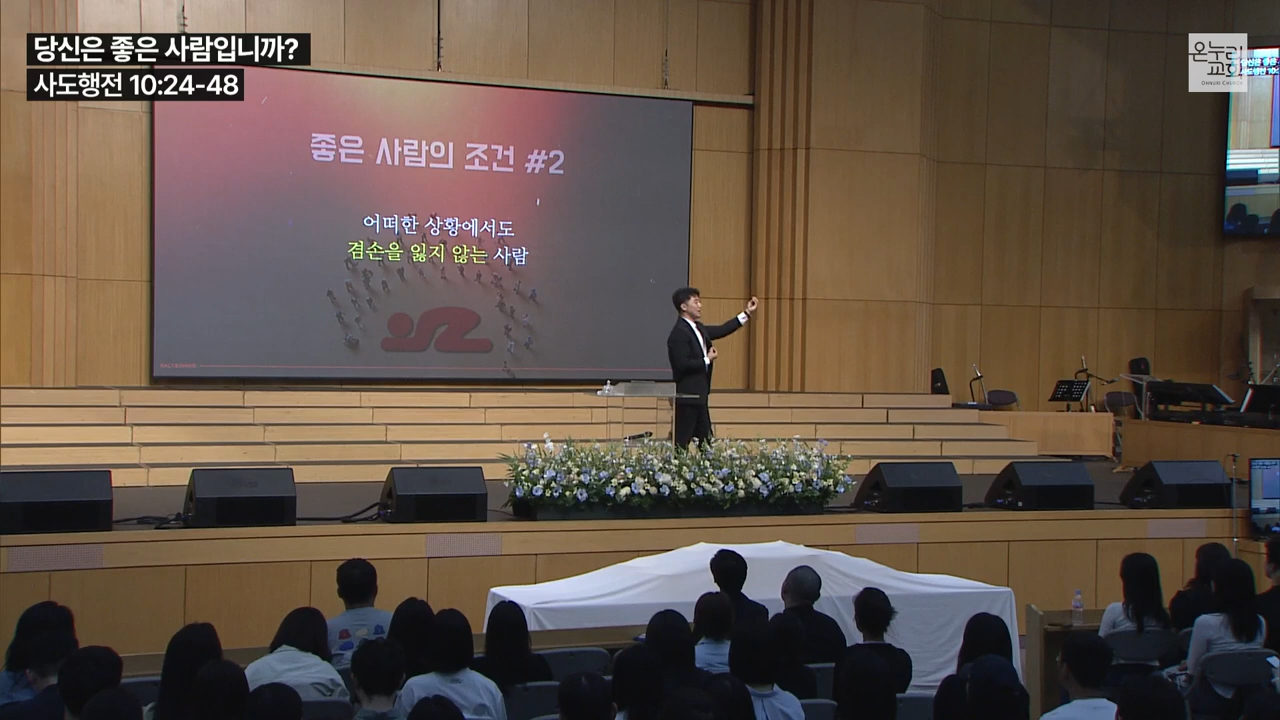 당신은 좋은 사람입니까?
사도행전 10:24-48
온누리
교회
ONNURI CHURCH
좋은 사람의 조건 #2
어떠한 상황에서도
겸손을 잃지 않는 사람